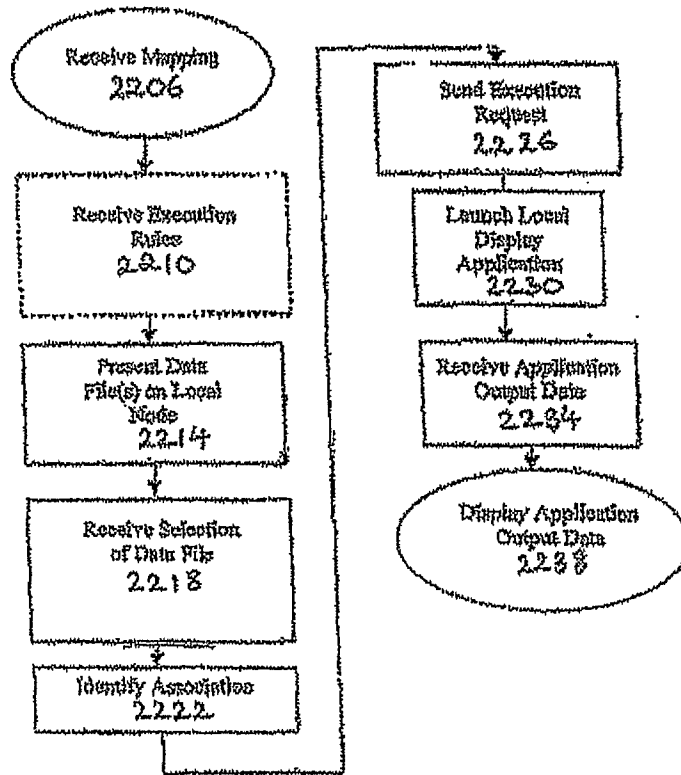 Receive Mapping
2206
Receive Execution
Rules
2210
Present Data
File(s) on Local
Node
2214
Receive Selection
of Data File
2218
Identify Association
2222
Send Execution
Request
2226
Launch Local
Display
Application
2230
Receive Application
Output Data
2234
Display Application
Output Data
2238